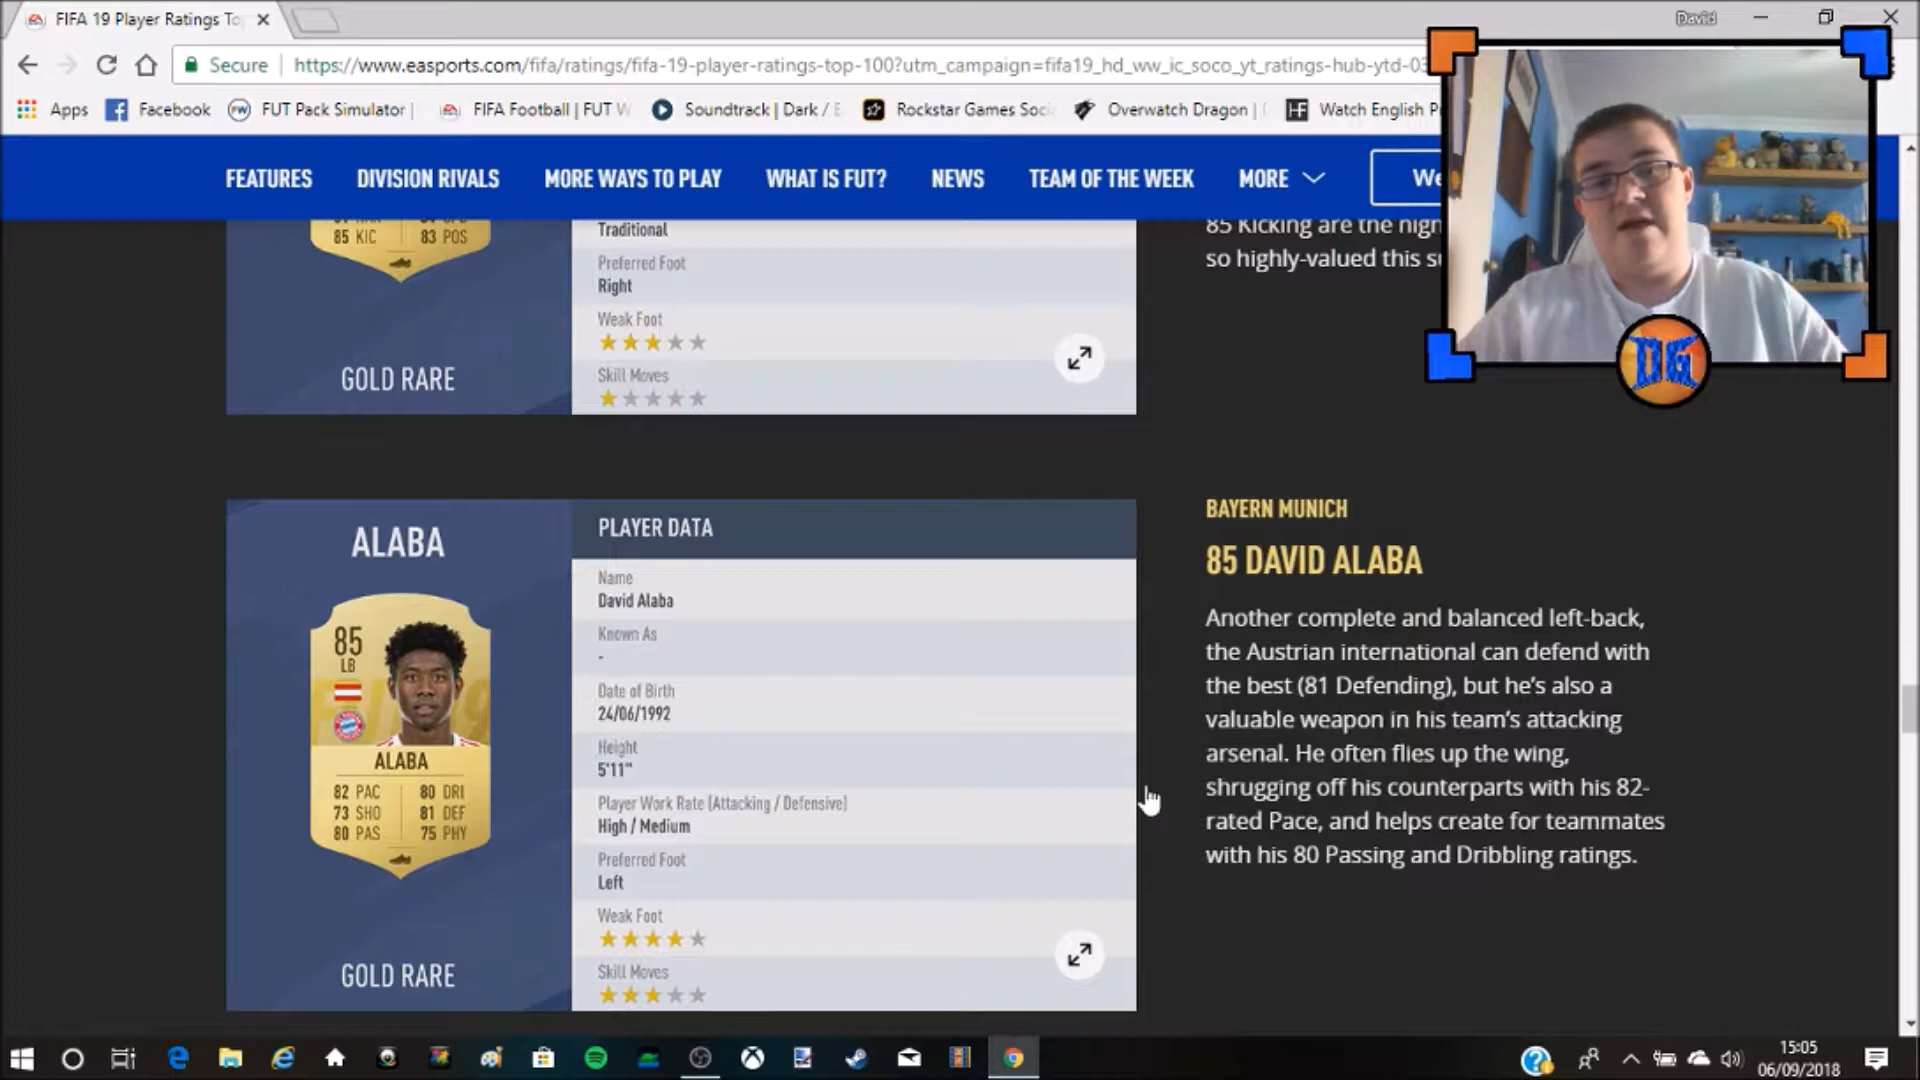 FIFA 19 Player Ratings To
David
Secure https://www.easports.com/fifa/ratings/fifa-19-player-ratings-top-100?utm_campaign=fifa19_hd_ww_ic_soco_yt_ratings-hub-ytd-03
Apps Facebook FUT Pack Simulator | FIFA Football | FUT W Soundtrack | Dark / E Rockstar Games Soci Overwatch Dragon | Watch English P
FEATURES DIVISION RIVALS MORE WAYS TO PLAY WHAT IS FUT? NEWS TEAM OF THE WEEK MORE We
85 KIC 83 POS
GOLD RARE
Traditional
Preferred Foot
Right
Weak Foot
Skill Moves
85 Kicking are the high
so highly-valued this su
DG
ALABA
85
LB
ALABA
82 PAC 80 DRI
73 SHO 81 DEF
80 PAS 75 PHY
GOLD RARE
PLAYER DATA
Name
David Alaba
Known As
-
Date of Birth
24/06/1992
Height
5'11"
Player Work Rate (Attacking / Defensive)
High / Medium
Preferred Foot
Left
Weak Foot
Skill Moves
BAYERN MUNICH
85 DAVID ALABA
Another complete and balanced left-back,
the Austrian international can defend with
the best (81 Defending), but he's also a
valuable weapon in his team's attacking
arsenal. He often flies up the wing,
shrugging off his counterparts with his 82-
rated Pace, and helps create for teammates
with his 80 Passing and Dribbling ratings.
15:05
06/09/2018